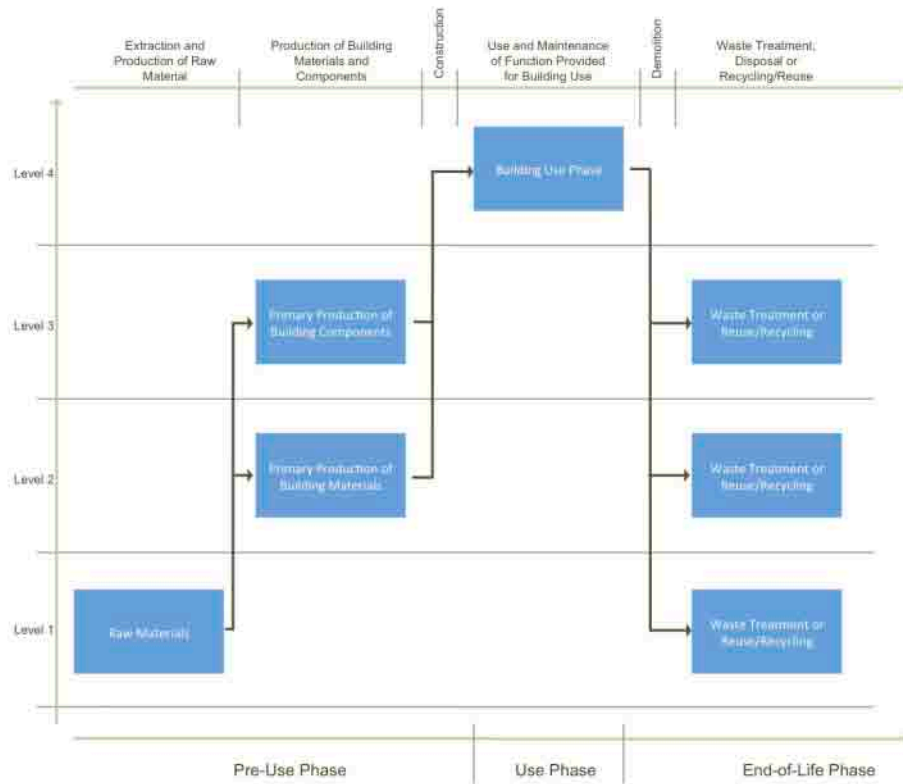 Extraction and
Production of Raw
Material
Production of Building
Materials and
Components
Construction
Use and Maintenance
of Function Provided
for Building Use
Demolition
Waste Treatment,
Disposal or
Recycling/Reuse
Level 4
Building Use Phase
Level 3
Primary Production of
Building Components
Waste Treatment or
Reuse/Recycling
Level 2
Primary Production of
Building Materials
Waste Treatment or
Reuse/Recycling
Level 1
Raw Materials
Waste Treatment or
Reuse/Recycling
Pre-Use Phase
Use Phase
End-of-Life Phase